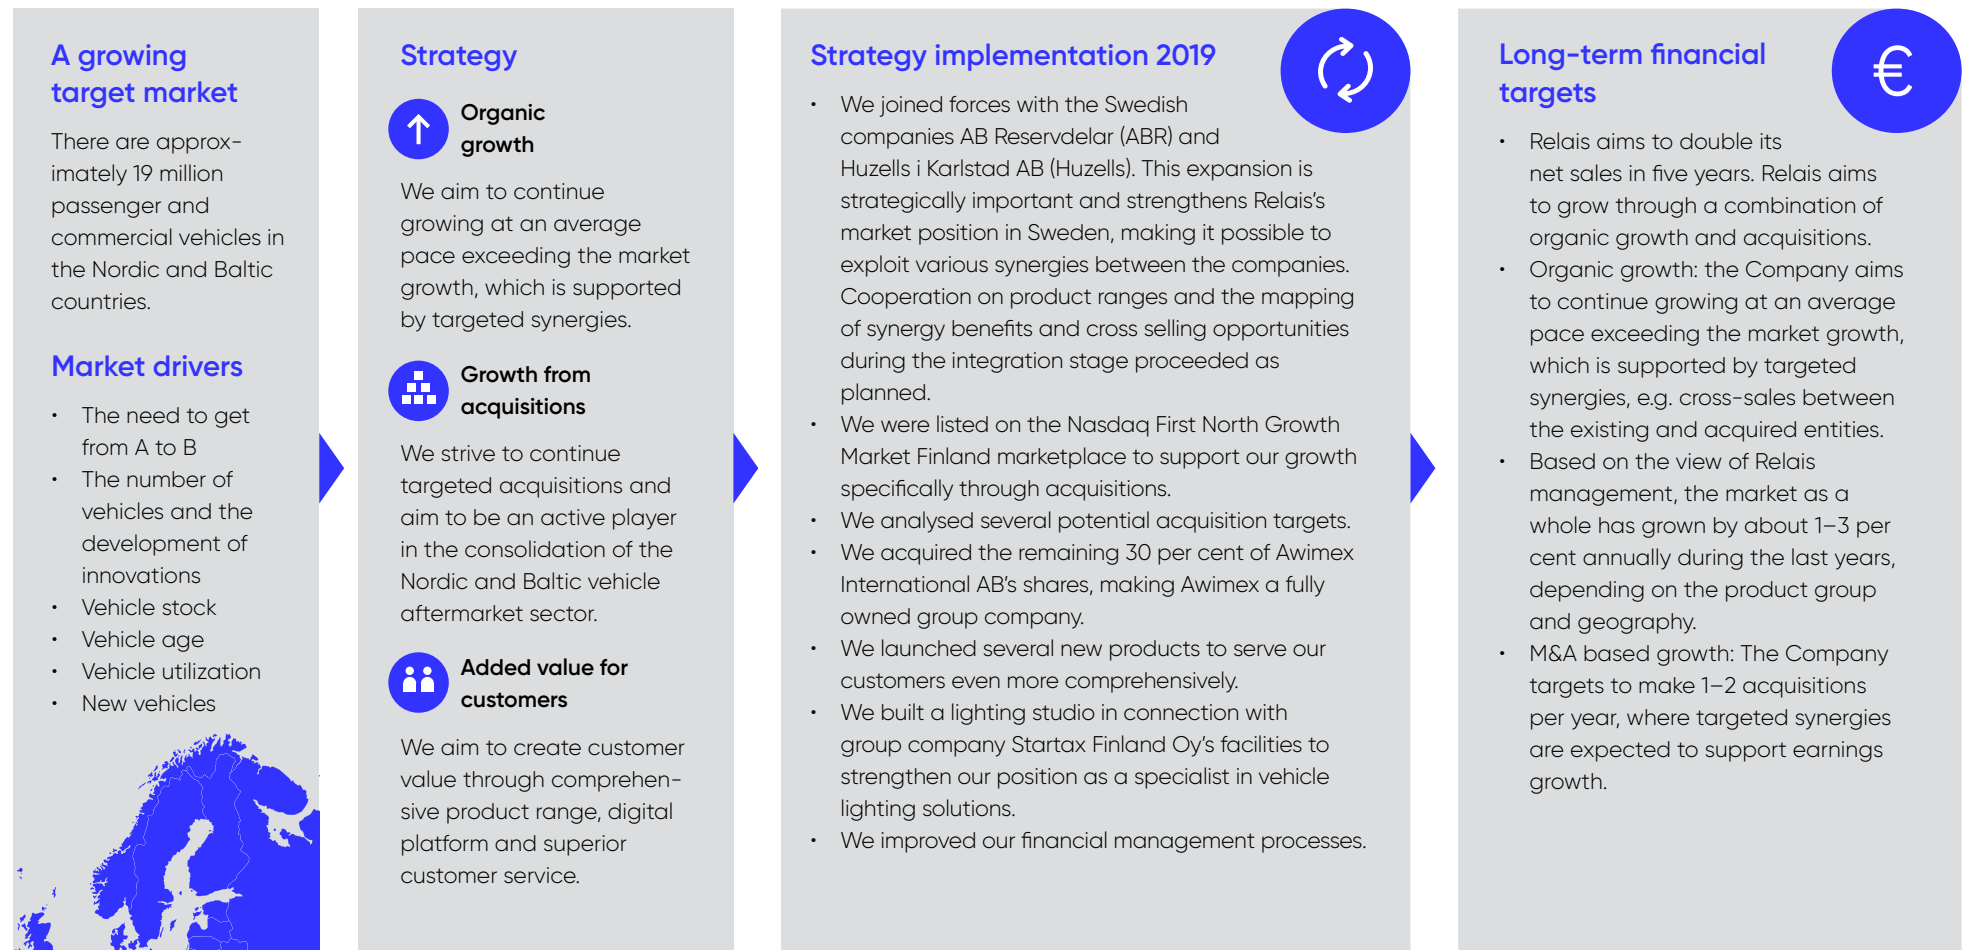 A growing
target market
There are approx-
imately 19 million
passenger and
commercial vehicles in
the Nordic and Baltic
countries.
Market drivers
• The need to get
from A to B
• The number of
vehicles and the
development of
innovations
• Vehicle stock
• Vehicle age
• Vehicle utilization
• New vehicles
Strategy
Organic
growth
We aim to continue
growing at an average
pace exceeding the market
growth, which is supported
by targeted synergies.
Growth from
acquisitions
We strive to continue
targeted acquisitions and
aim to be an active player
in the consolidation of the
Nordic and Baltic vehicle
aftermarket sector.
Added value for
customers
We aim to create customer
value through comprehen-
sive product range, digital
platform and superior
customer service.
Strategy implementation 2019
• We joined forces with the Swedish
companies AB Reservdelar (ABR) and
Huzells i Karlstad AB (Huzells). This expansion is
strategically important and strengthens Relais's
market position in Sweden, making it possible to
exploit various synergies between the companies.
Cooperation on product ranges and the mapping
of synergy benefits and cross selling opportunities
during the integration stage proceeded as
planned.
• We were listed on the Nasdaq First North Growth
Market Finland marketplace to support our growth
specifically through acquisitions.
• We analysed several potential acquisition targets.
• We acquired the remaining 30 per cent of Awimex
International AB's shares, making Awimex a fully
owned group company.
• We launched several new products to serve our
customers even more comprehensively.
• We built a lighting studio in connection with
group company Startax Finland Oy's facilities to
strengthen our position as a specialist in vehicle
lighting solutions.
• We improved our financial management processes.
Long-term financial
targets
€
• Relais aims to double its
net sales in five years. Relais aims
to grow through a combination of
organic growth and acquisitions.
• Organic growth: the Company aims
to continue growing at an average
pace exceeding the market growth,
which is supported by targeted
synergies, e.g. cross-sales between
the existing and acquired entities.
• Based on the view of Relais
management, the market as a
whole has grown by about 1–3 per
cent annually during the last years,
depending on the product group
and geography.
• M&A based growth: The Company
targets to make 1–2 acquisitions
per year, where targeted synergies
are expected to support earnings
growth.